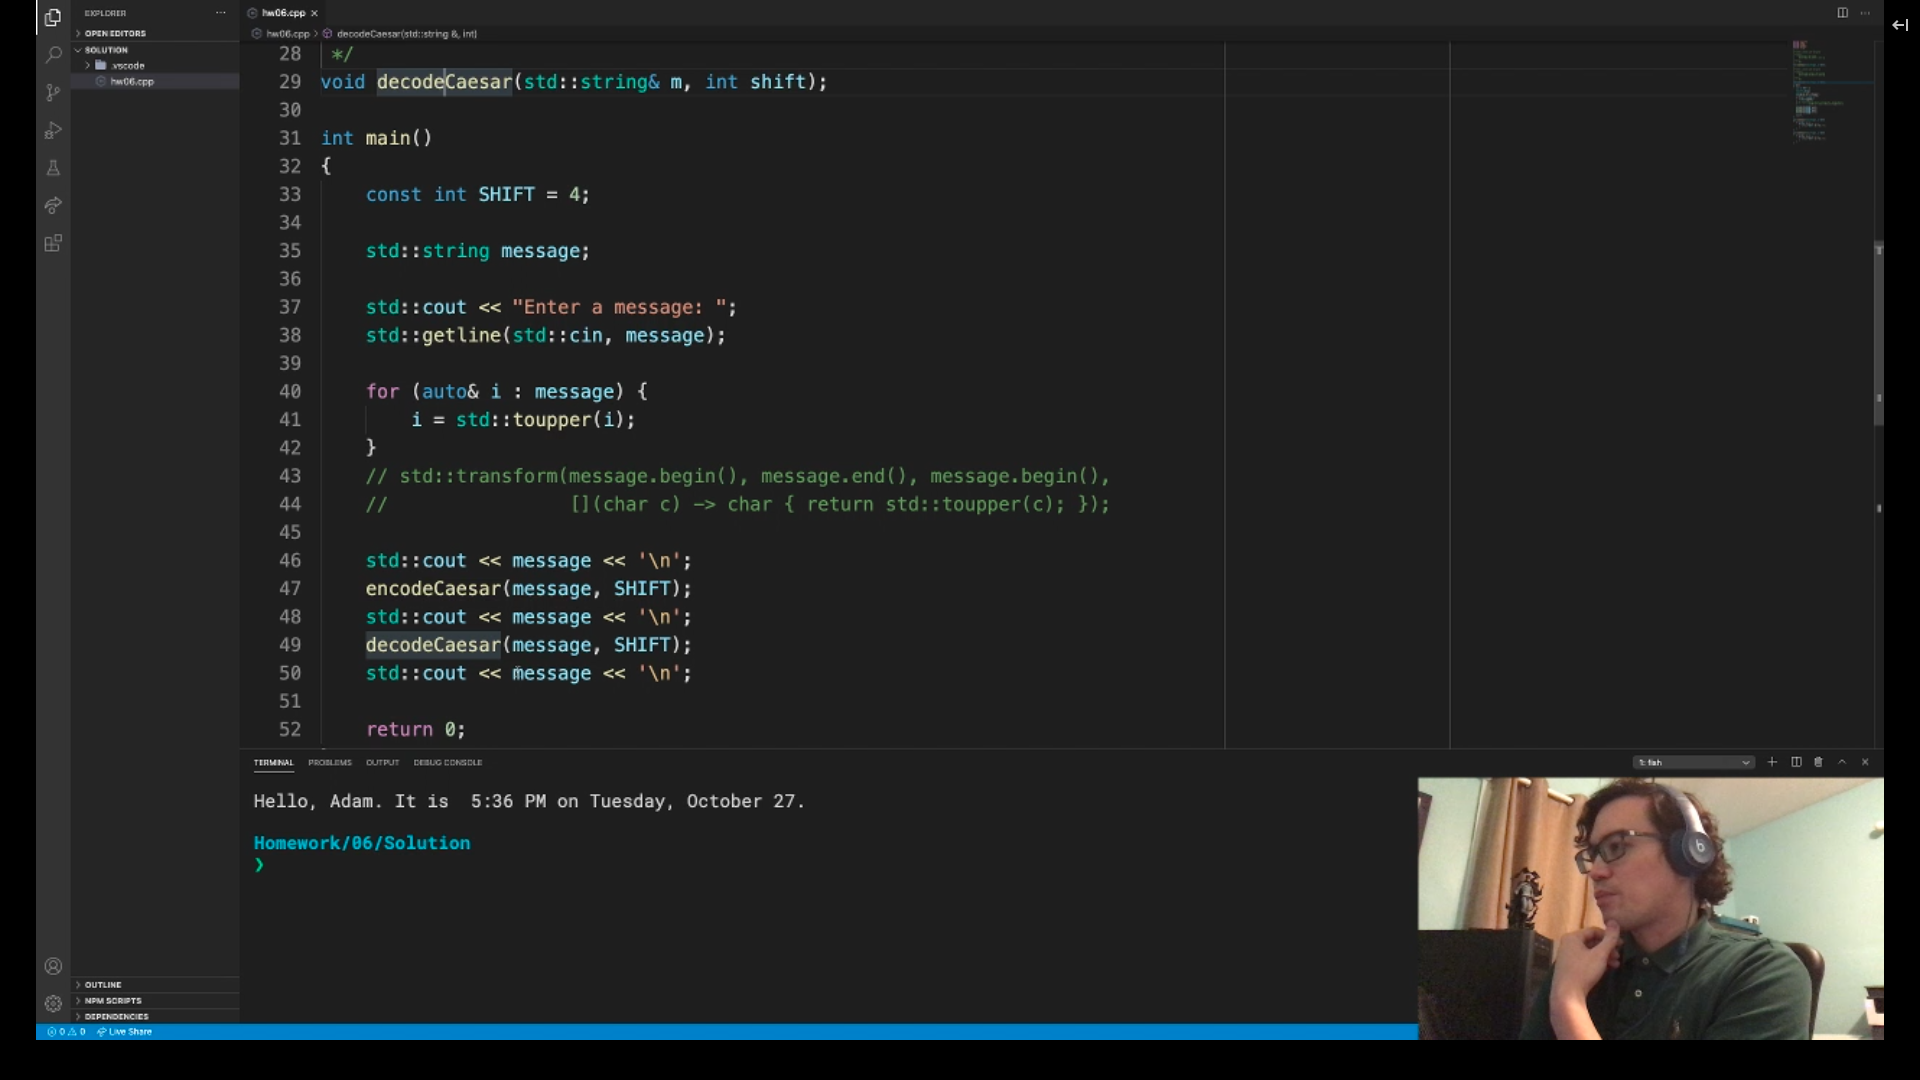 EXPLORER
···
OPEN EDITORS
SOLUTION
.vscode
hw06.cpp
hw06.cpp ×
hw06.cpp > decodeCaesar(std::string &, int)
28 */
29 void decodeCaesar(std::string& m, int shift);
30
31 int main()
32 {
33 const int SHIFT = 4;
34
35 std::string message;
36
37 std::cout << "Enter a message: ";
38 std::getline(std::cin, message);
39
40 for (auto& i : message) {
41 i = std::toupper(i);
42 }
43 // std::transform(message.begin(), message.end(), message.begin(),
44 // [](char c) -> char { return std::toupper(c); });
45
46 std::cout << message << '\n';
47 encodeCaesar(message, SHIFT);
48 std::cout << message << '\n';
49 decodeCaesar(message, SHIFT);
50 std::cout << message << '\n';
51
52 return 0;
TERMINAL PROBLEMS OUTPUT DEBUG CONSOLE
1: fish
Hello, Adam. It is 5:36 PM on Tuesday, October 27.
Homework/06/Solution
❯
OUTLINE
NPM SCRIPTS
DEPENDENCIES
0 0 Live Share
b